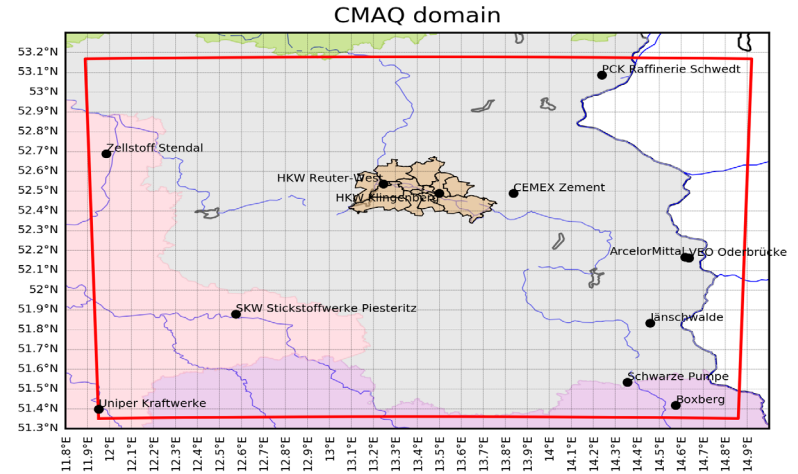 CMAQ domain
53.2°N
53.1°N
PCK Raffinerie Schwedt
53°N
52.9°N
52.8°N
52.7°N
Zellstoff Stendal
52.6°N
HKW Reuter-West
52.5°N
CEMEX Zement
HKW Klingenberg
52.4°N
52.3°N
52.2°N
ArcelorMittal VEO Oderbrücke
52.1°N
52°N
51.9°N
SKW Stickstoffwerke Piesteritz
51.8°N
Jänschwalde
51.7°N
51.6°N
51.5°N
Schwarze Pumpe
51.4°N
Uniper Kraftwerke
Boxberg
51.3°N
11.8°E 11.9°E 12°E 12.1°E 12.2°E 12.3°E 12.4°E 12.5°E 12.6°E 12.7°E 12.8°E 12.9°E 13°E 13.1°E 13.2°E 13.3°E 13.4°E 13.5°E 13.6°E 13.7°E 13.8°E 13.9°E 14°E 14.1°E 14.2°E 14.3°E 14.4°E 14.5°E 14.6°E 14.7°E 14.8°E 14.9°E